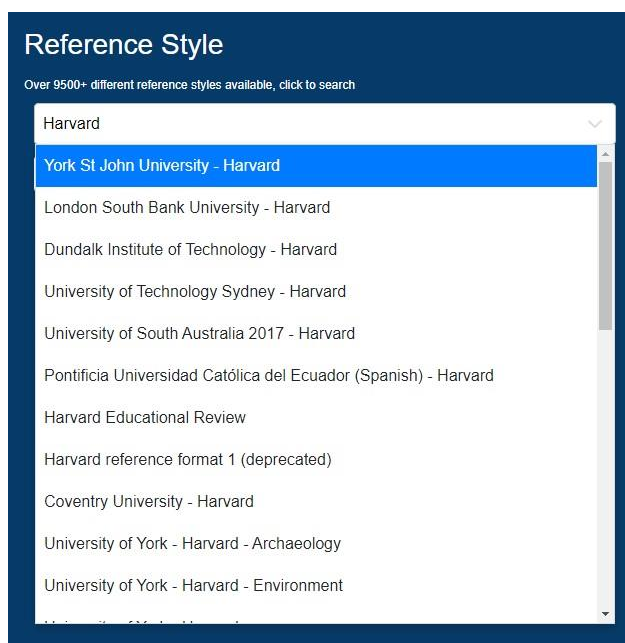 Reference Style
Over 9500+ different reference styles available, click to search
Harvard
York St John University - Harvard
London South Bank University - Harvard
Dundalk Institute of Technology - Harvard
University of Technology Sydney - Harvard
University of South Australia 2017 - Harvard
Pontificia Universidad Católica del Ecuador (Spanish) - Harvard
Harvard Educational Review
Harvard reference format 1 (deprecated)
Coventry University - Harvard
University of York - Harvard - Archaeology
University of York - Harvard - Environment